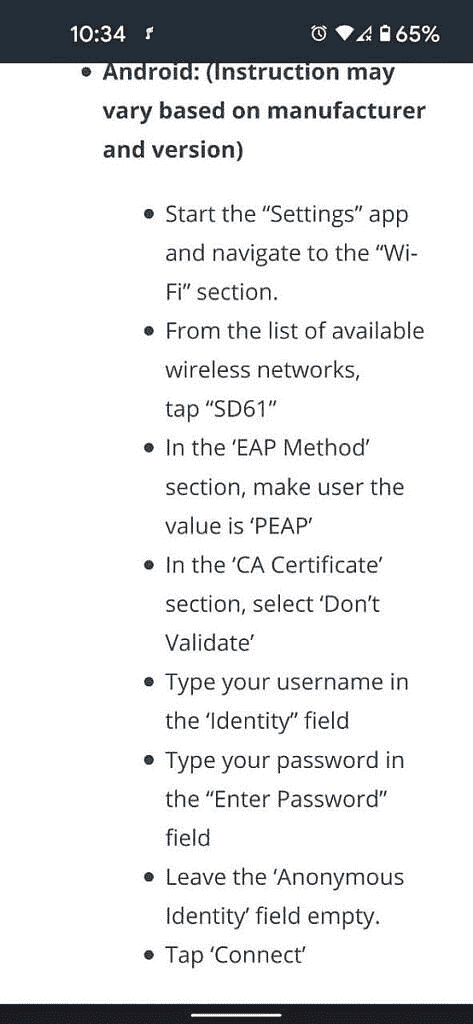 10:34
65%
Android: (Instruction may
vary based on manufacturer
and version)
Start the “Settings” app
and navigate to the “Wi-
Fi” section.
From the list of available
wireless networks,
tap “SD61”
In the ‘EAP Method’
section, make user the
value is ‘PEAP’
In the ‘CA Certificate’
section, select ‘Don’t
Validate’
Type your username in
the ‘Identity” field
Type your password in
the “Enter Password”
field
Leave the ‘Anonymous
Identity’ field empty.
Tap ‘Connect’